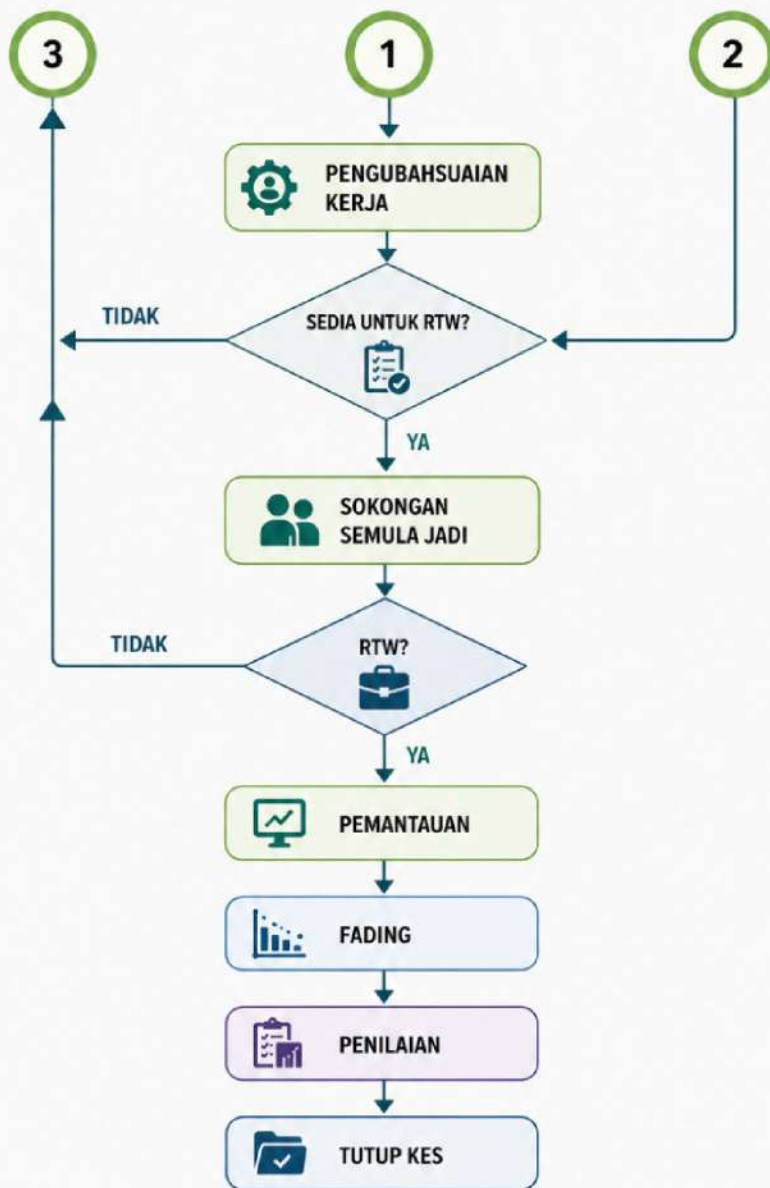 3
1
2
PENGUBAHSUAIAN
KERJA
TIDAK
SEDIA UNTUK RTW?
YA
SOKONGAN
SEMULA JADI
TIDAK
RTW?
YA
PEMANTAUAN
FADING
PENILAIAN
TUTUP KES